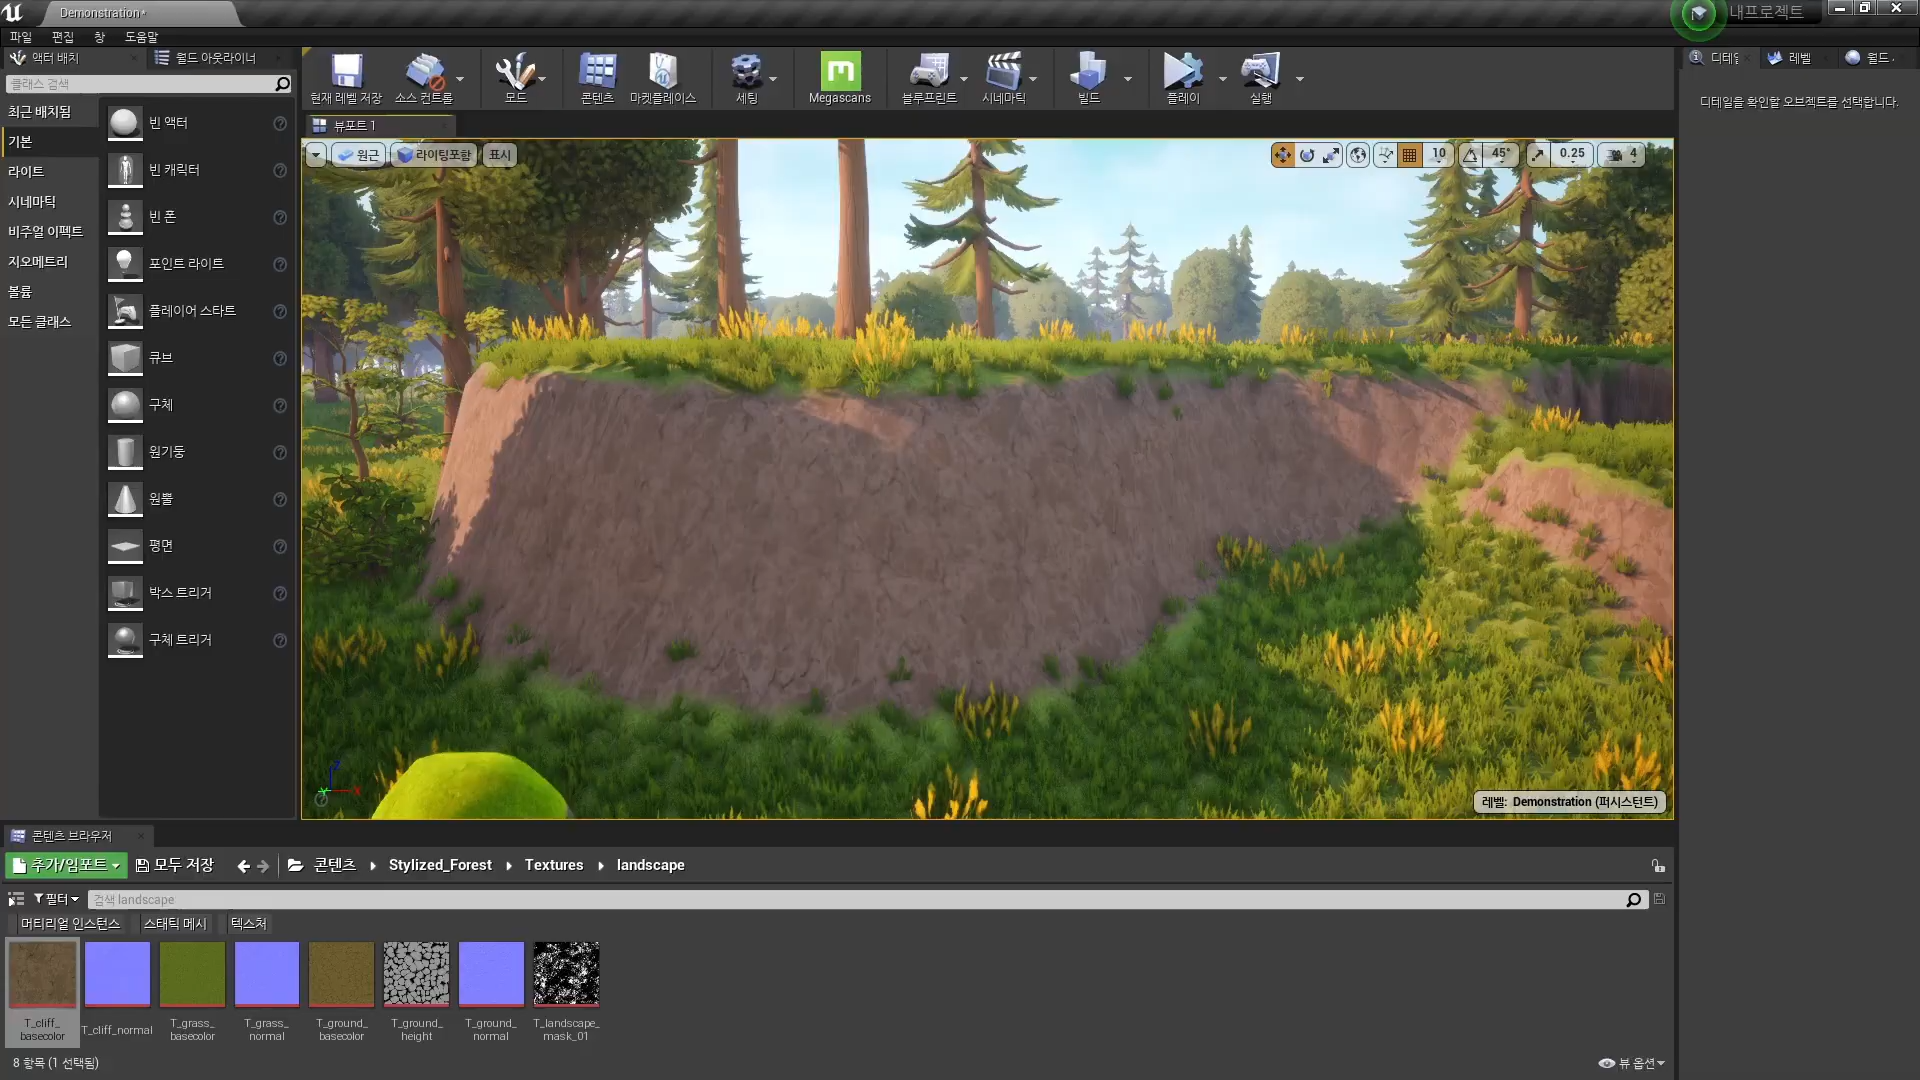 Demonstration*
내프로젝트
파일 편집 창 도움말
액터 배치
월드 아웃라이너
클래스 검색
최근 배치됨
기본
라이트
시네마틱
비주얼 이펙트
지오메트리
볼륨
모든 클래스
빈 액터
빈 캐릭터
빈 폰
포인트 라이트
플레이어 스타트
큐브
구체
원기둥
원뿔
평면
박스 트리거
구체 트리거
현재 레벨 저장
소스 컨트롤
모드
콘텐츠
마켓플레이스
세팅
Megascans
블루프린트
시네마틱
빌드
플레이
실행
뷰포트 1
원근
라이팅포함
표시
10
45°
0.25
4
레벨: Demonstration (퍼시스턴트)
레벨
월드
디테일을 확인할 오브젝트를 선택합니다.
콘텐츠 브라우저
추가/임포트
모두 저장
콘텐츠 Stylized_Forest Textures landscape
필터
검색 landscape
머티리얼 인스턴스
스태틱 메시
텍스처
T_cliff_
basecolor
T_cliff_normal
T_grass_
basecolor
T_grass_
normal
T_ground_
basecolor
T_ground_
height
T_ground_
normal
T_landscape_
mask_01
8 항목 (1 선택됨)
뷰 옵션